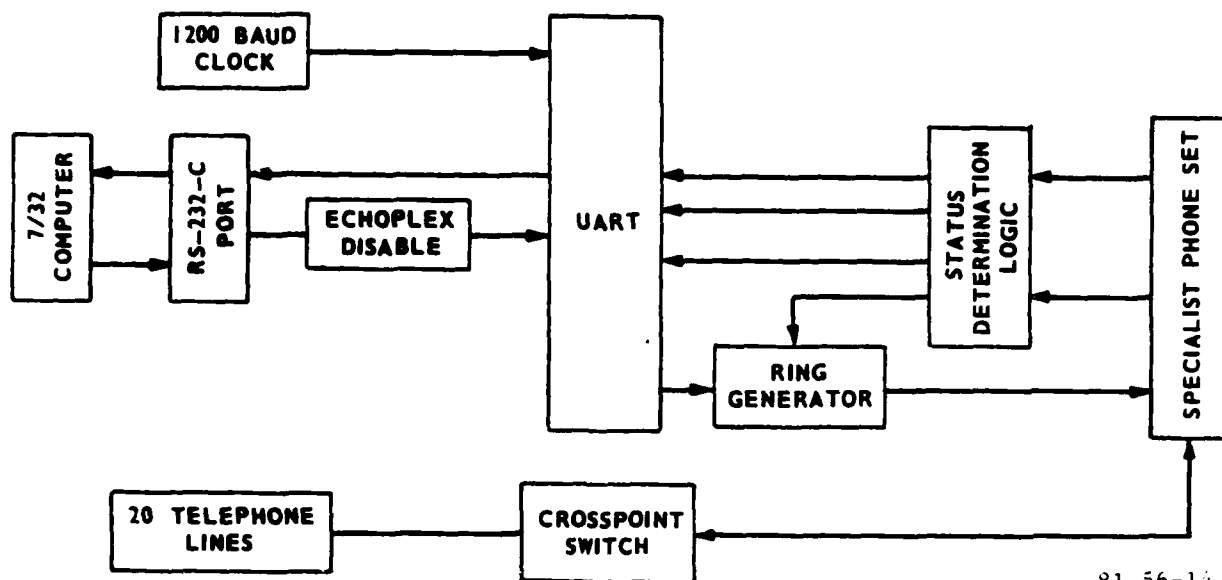 1200 BAUD
CLOCK
7/32
COMPUTER
RS-232-C
PORT
ECHOPLEX
DISABLE
UART
STATUS
DETERMINATION
LOGIC
SPECIALIST PHONE SET
RING
GENERATOR
20 TELEPHONE
LINES
CROSSPOINT
SWITCH